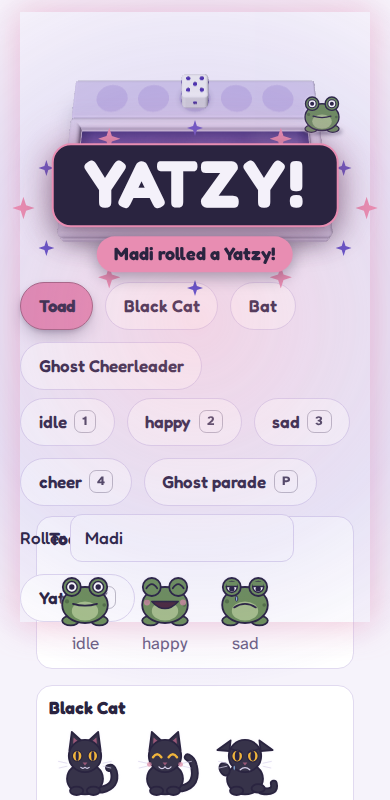 YATZY!
Madi rolled a Yatzy!
Toad Black Cat Bat
Ghost Cheerleader
idle 1 happy 2 sad 3
cheer 4 Ghost parade P
Madi
idle happy sad
Black Cat